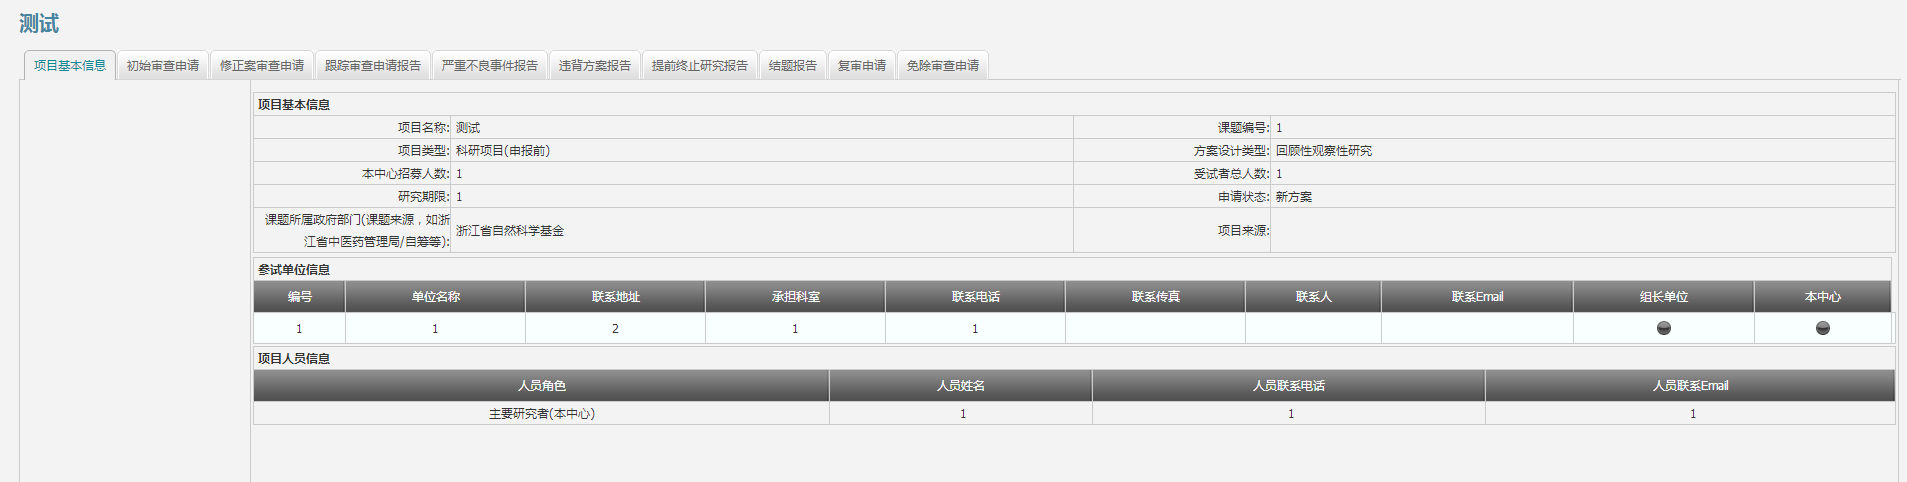 测试
项目基本信息 初始审查申请 修正案审查申请 跟踪审查申请报告 严重不良事件报告 违背方案报告 提前终止研究报告 结题报告 复审申请 免除审查申请
项目基本信息
项目名称: 测试 课题编号: 1
项目类型: 科研项目(申报前) 方案设计类型: 回顾性观察性研究
本中心招募人数: 1 受试者总人数: 1
研究期限: 1 申请状态: 新方案
课题所属政府部门(课题来源，如浙
江省中医药管理局/自筹等): 浙江省自然科学基金 项目来源:
参试单位信息
编号 单位名称 联系地址 承担科室 联系电话 联系传真 联系人 联系Email 组长单位 本中心
1 1 2 1 1
项目人员信息
人员角色 人员姓名 人员联系电话 人员联系Email
主要研究者(本中心) 1 1 1